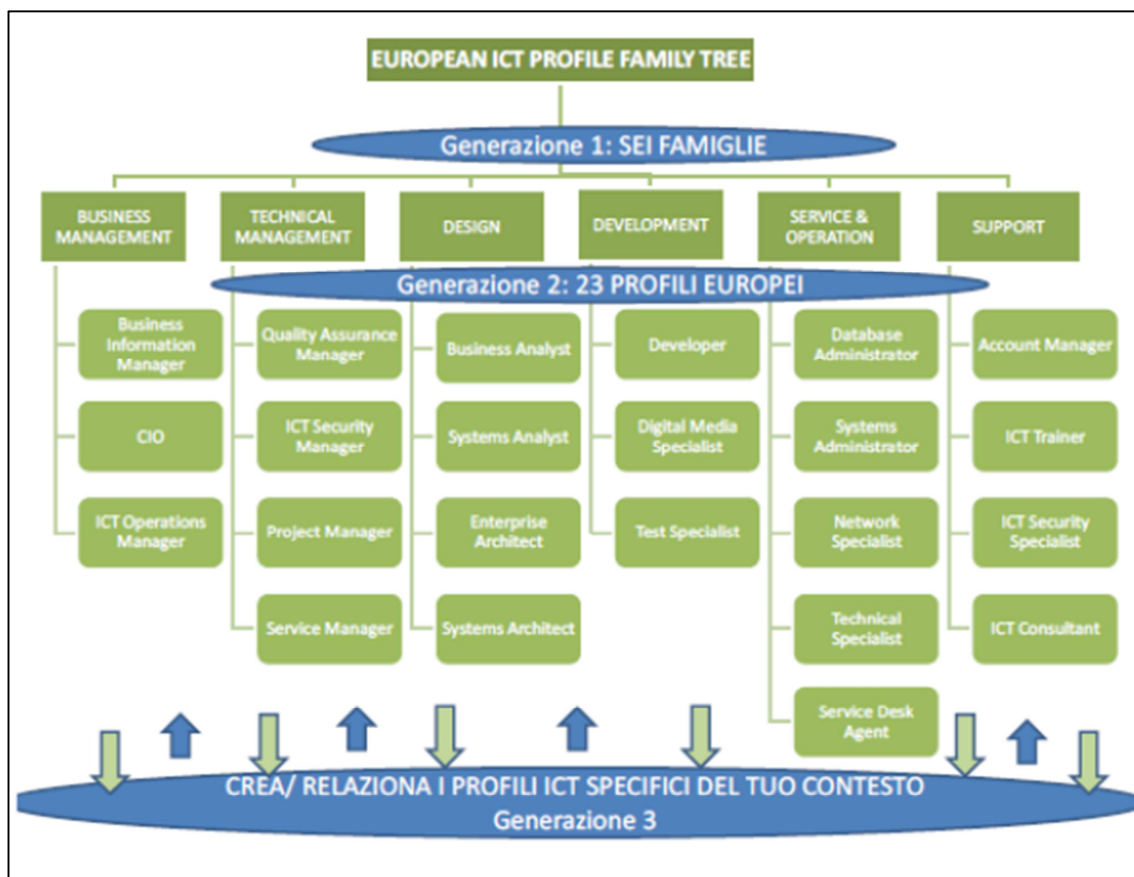 EUROPEAN ICT PROFILE FAMILY TREE
Generazione 1: SEI FAMIGLIE
BUSINESS
MANAGEMENT
TECHNICAL
MANAGEMENT
DESIGN
DEVELOPMENT
SERVICE &
OPERATION
SUPPORT
Generazione 2: 23 PROFILI EUROPEI
Business
Information
Manager
Quality Assurance
Manager
Business Analyst
Developer
Database
Administrator
Account Manager
CIO
ICT Security
Manager
Systems Analyst
Digital Media
Specialist
Systems
Administrator
ICT Trainer
ICT Operations
Manager
Project Manager
Enterprise
Architect
Test Specialist
Network
Specialist
ICT Security
Specialist
Service Manager
Systems Architect
Technical
Specialist
ICT Consultant
Service Desk
Agent
CREA/ RELAZIONA I PROFILI ICT SPECIFICI DEL TUO CONTESTO
Generazione 3